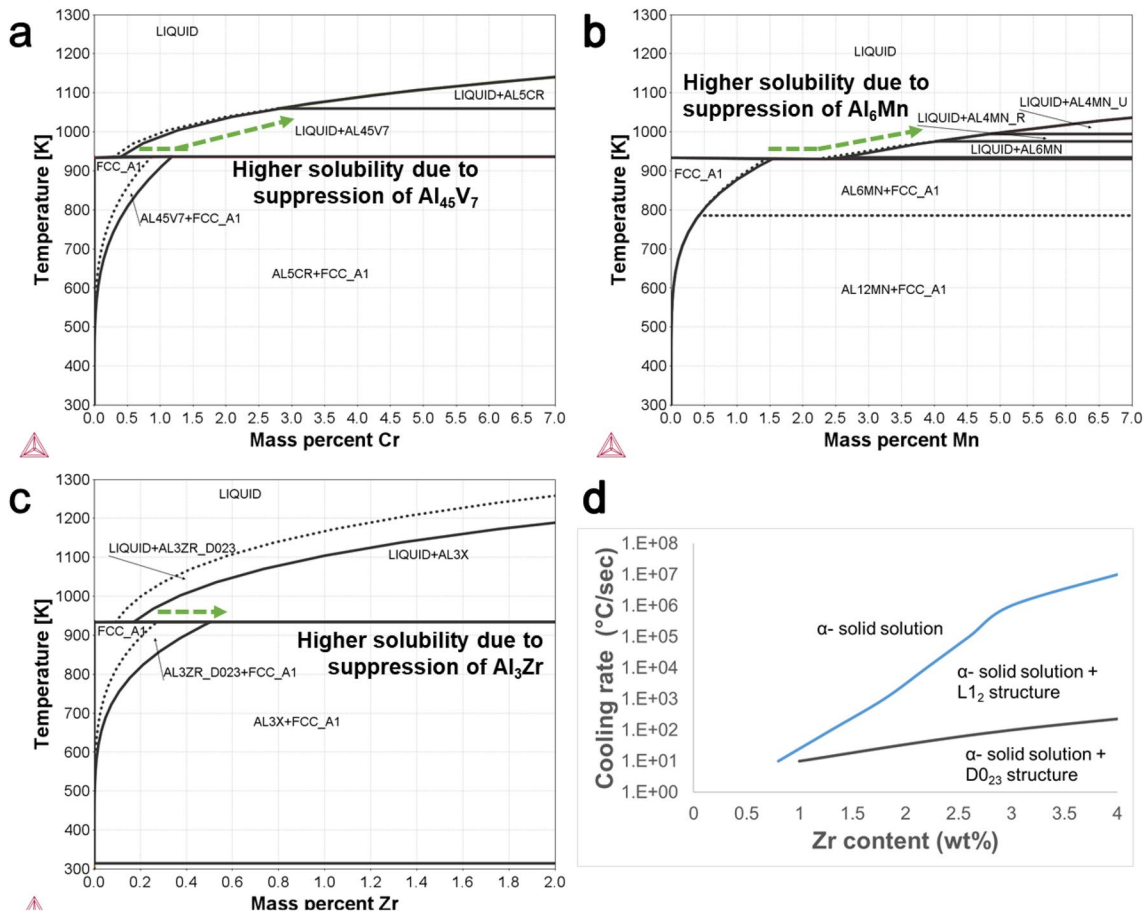 a
LIQUID
LIQUID+AL5CR
LIQUID+AL45V7
FCC_A1
Higher solubility due to
suppression of Al45V7
AL45V7+FCC_A1
AL5CR+FCC_A1
Temperature [K]
1300
1200
1100
1000
900
800
700
600
500
400
300
0.0 0.5 1.0 1.5 2.0 2.5 3.0 3.5 4.0 4.5 5.0 5.5 6.0 6.5 7.0
Mass percent Cr
b
LIQUID
Higher solubility due to
suppression of Al6Mn
LIQUID+AL4MN_U
LIQUID+AL4MN_R
LIQUID+AL6MN
FCC_A1
AL6MN+FCC_A1
AL12MN+FCC_A1
Temperature [K]
1300
1200
1100
1000
900
800
700
600
500
400
300
0.0 0.5 1.0 1.5 2.0 2.5 3.0 3.5 4.0 4.5 5.0 5.5 6.0 6.5 7.0
Mass percent Mn
c
LIQUID
LIQUID+AL3ZR_D023
LIQUID+AL3X
FCC_A1
Higher solubility due to
suppression of Al3Zr
AL3ZR_D023+FCC_A1
AL3X+FCC_A1
Temperature [K]
1300
1200
1100
1000
900
800
700
600
500
400
300
0.0 0.2 0.4 0.6 0.8 1.0 1.2 1.4 1.6 1.8 2.0
Mass percent Zr
d
Cooling rate (°C/sec)
1.E+08
1.E+07
1.E+06
1.E+05
1.E+04
1.E+03
1.E+02
1.E+01
1.E+00
α- solid solution
α- solid solution +
L12 structure
α- solid solution +
D023 structure
0 0.5 1 1.5 2 2.5 3 3.5 4
Zr content (wt%)